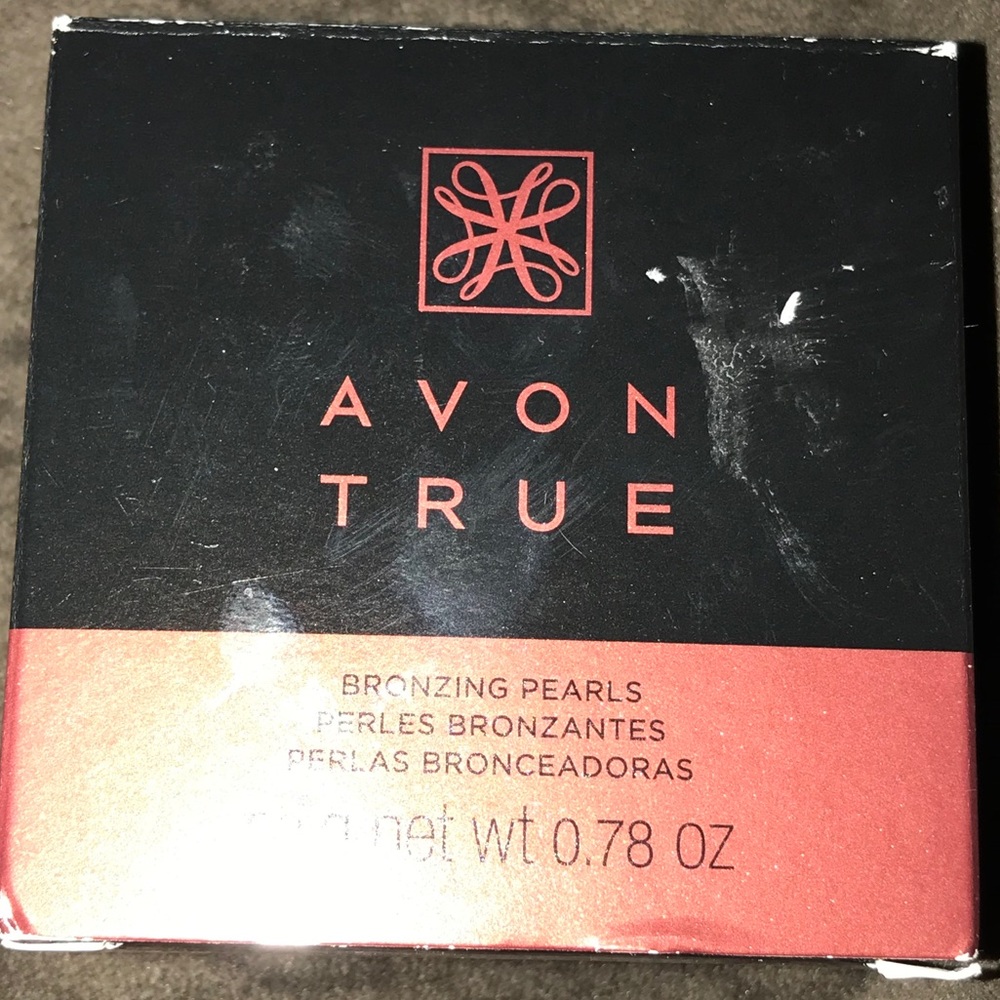 AVON
TRUE
BRONZING PEARLS
PERLES BRONZANTES
PERLAS BRONCEADORAS
g net wt 0.78 OZ